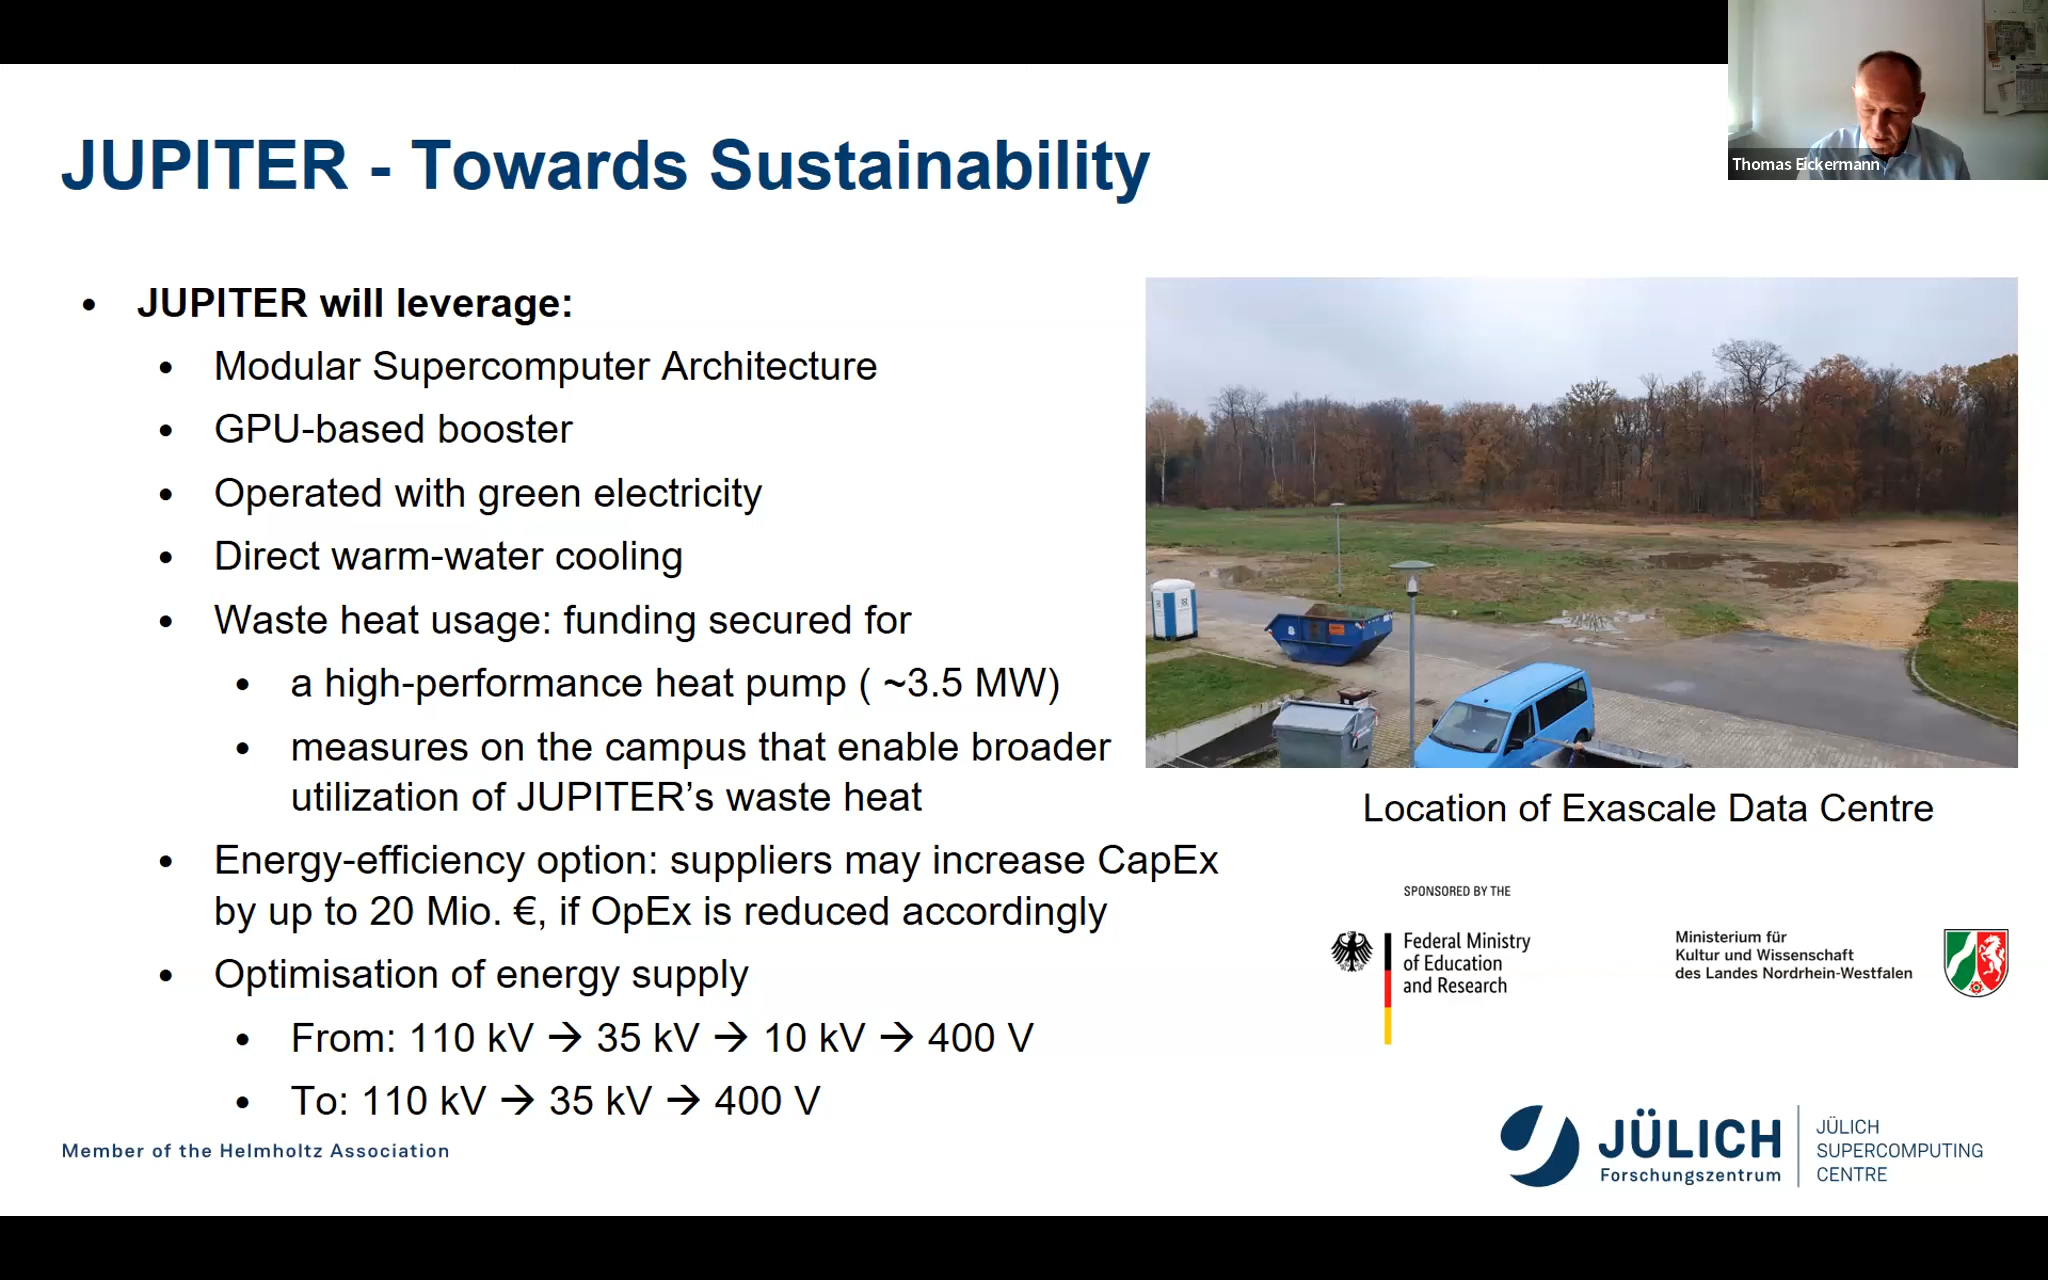 Thomas Eickermann
JUPITER - Towards Sustainability
• JUPITER will leverage:
• Modular Supercomputer Architecture
• GPU-based booster
• Operated with green electricity
• Direct warm-water cooling
• Waste heat usage: funding secured for
• a high-performance heat pump ( ~3.5 MW)
• measures on the campus that enable broader
utilization of JUPITER’s waste heat
• Energy-efficiency option: suppliers may increase CapEx
by up to 20 Mio. €, if OpEx is reduced accordingly
• Optimisation of energy supply
• From: 110 kV → 35 kV → 10 kV → 400 V
• To: 110 kV → 35 kV → 400 V
Location of Exascale Data Centre
SPONSORED BY THE
Federal Ministry
of Education
and Research
Ministerium für
Kultur und Wissenschaft
des Landes Nordrhein-Westfalen
Member of the Helmholtz Association
JÜLICH
Forschungszentrum
JÜLICH
SUPERCOMPUTING
CENTRE